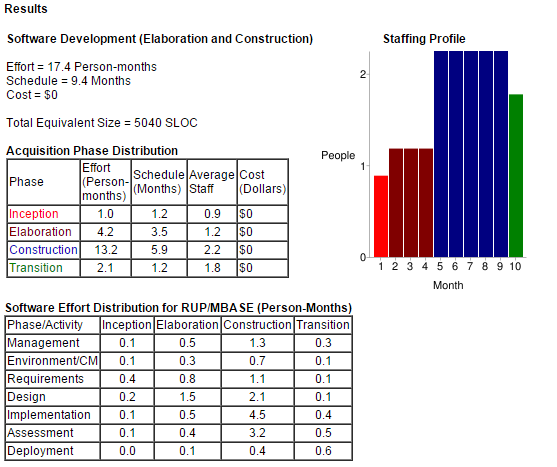 Results
Software Development (Elaboration and Construction)
Effort = 17.4 Person-months
Schedule = 9.4 Months
Cost = $0
Total Equivalent Size = 5040 SLOC
Acquisition Phase Distribution
Phase Effort (Person-months) Schedule (Months) Average Staff Cost (Dollars)
Inception 1.0 1.2 0.9 $0
Elaboration 4.2 3.5 1.2 $0
Construction 13.2 5.9 2.2 $0
Transition 2.1 1.2 1.8 $0
Staffing Profile
People
2
1
0
1 2 3 4 5 6 7 8 9 10
Month
Software Effort Distribution for RUP/MBASE (Person-Months)
Phase/Activity Inception Elaboration Construction Transition
Management 0.1 0.5 1.3 0.3
Environment/CM 0.1 0.3 0.7 0.1
Requirements 0.4 0.8 1.1 0.1
Design 0.2 1.5 2.1 0.1
Implementation 0.1 0.5 4.5 0.4
Assessment 0.1 0.4 3.2 0.5
Deployment 0.0 0.1 0.4 0.6